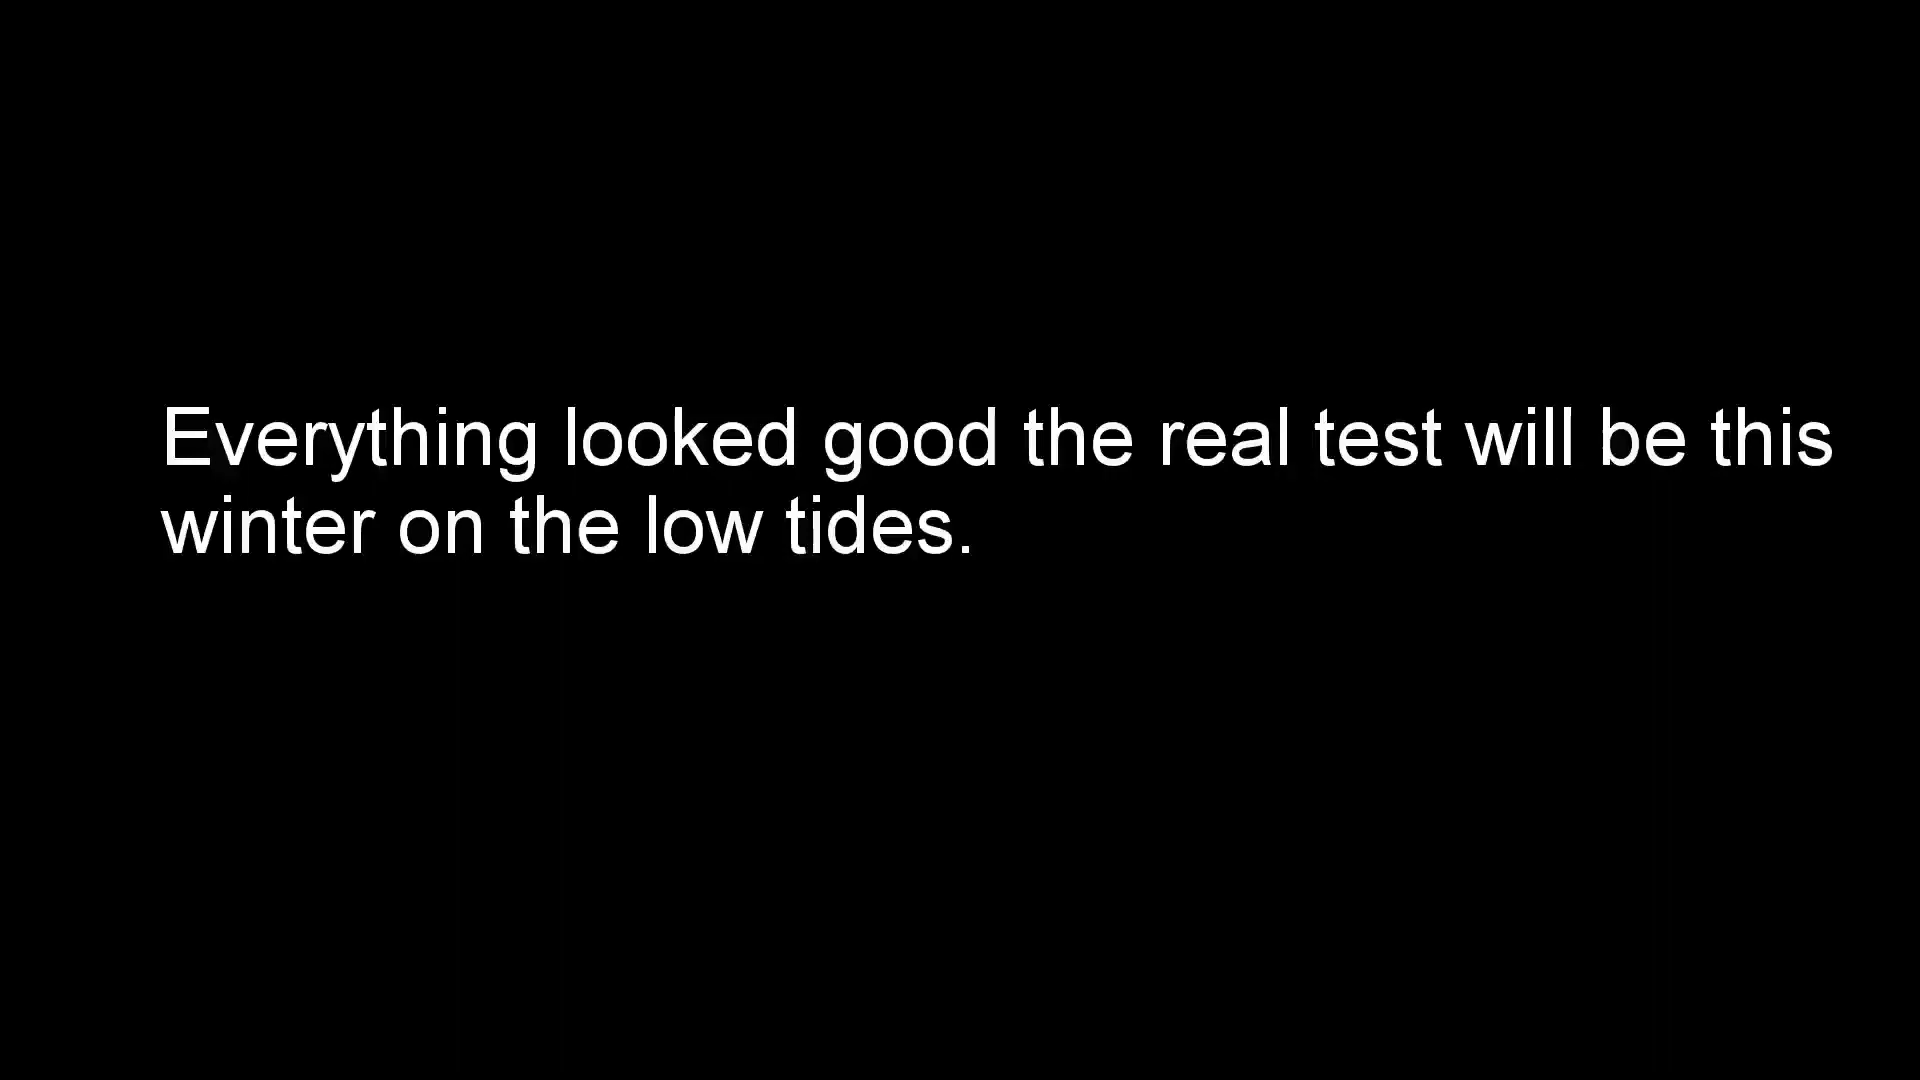 Everything looked good the real test will be this
winter on the low tides.